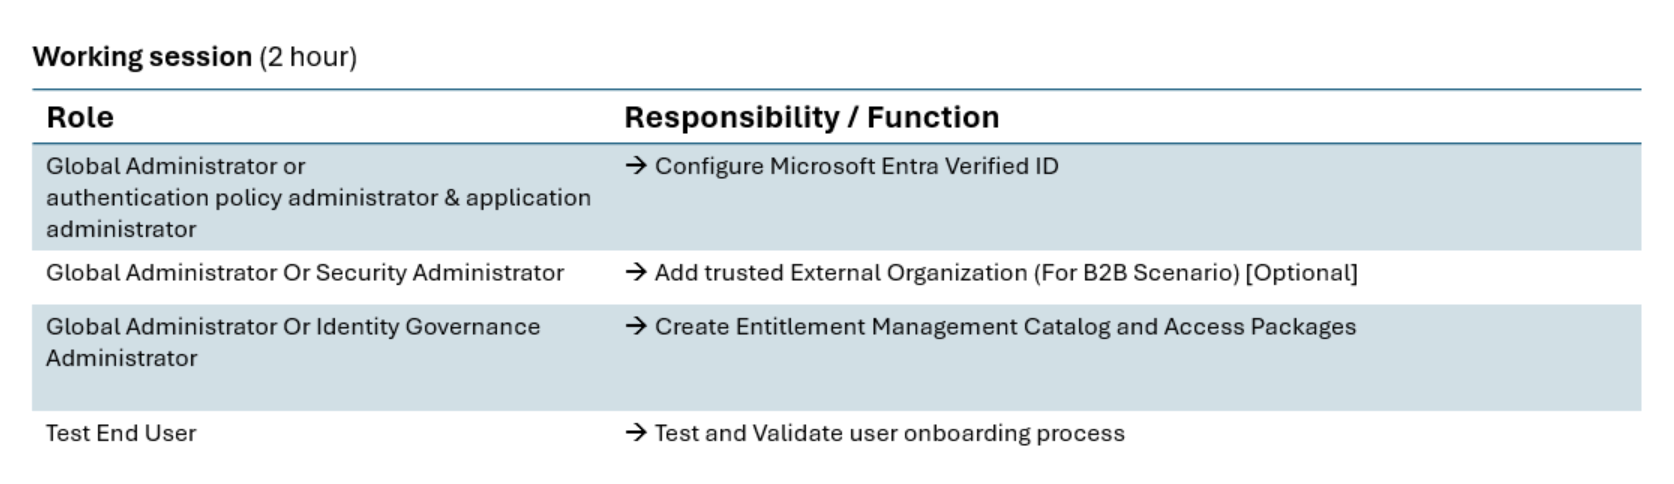 Working session (2 hour)
Role
Responsibility / Function
Global Administrator or
authentication policy administrator & application
administrator
→ Configure Microsoft Entra Verified ID
Global Administrator Or Security Administrator
→ Add trusted External Organization (For B2B Scenario) [Optional]
Global Administrator Or Identity Governance
Administrator
→ Create Entitlement Management Catalog and Access Packages
Test End User
→ Test and Validate user onboarding process